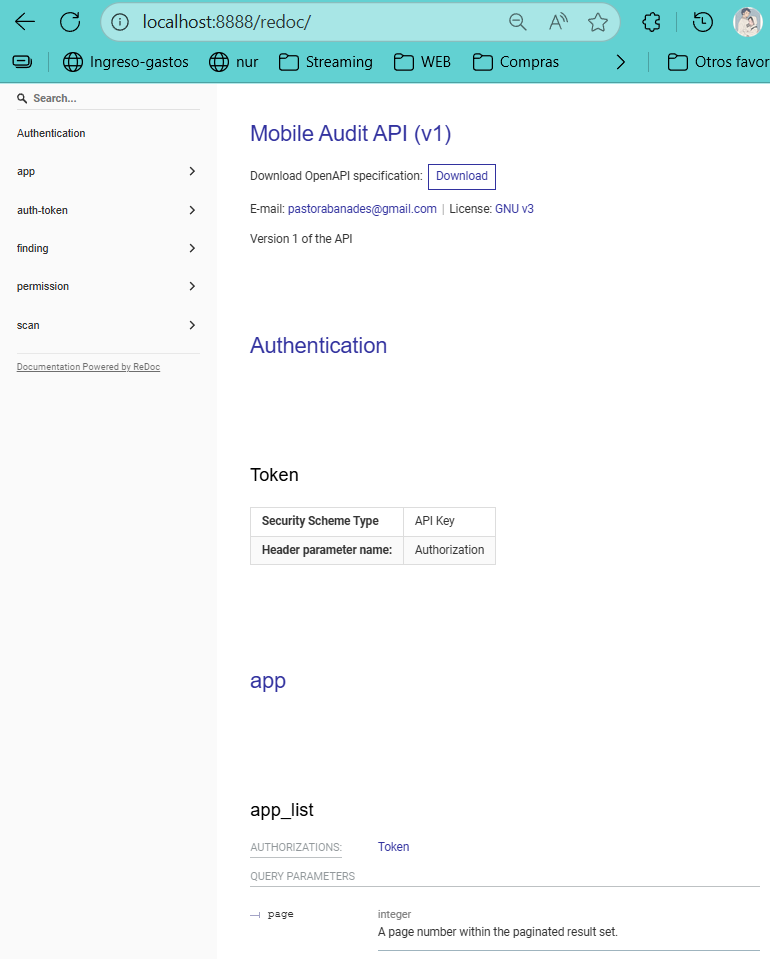 localhost:8888/redoc/
Ingreso-gastos nur Streaming WEB Compras Otros favor
Search...
Authentication
app
auth-token
finding
permission
scan
Documentation Powered by ReDoc
Mobile Audit API (v1)
Download OpenAPI specification: Download
E-mail: pastorabanades@gmail.com | License: GNU v3
Version 1 of the API
Authentication
Token
Security Scheme Type API Key
Header parameter name: Authorization
app
app_list
AUTHORIZATIONS: Token
QUERY PARAMETERS
page integer
A page number within the paginated result set.